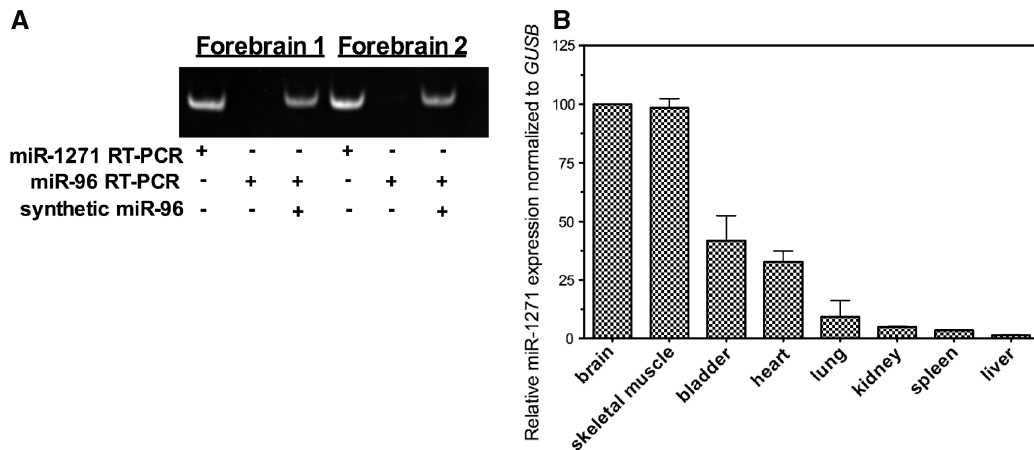 A
Forebrain 1 Forebrain 2
miR-1271 RT-PCR + - - + - -
miR-96 RT-PCR - + + - + +
synthetic miR-96 - - + - - +
B
Relative miR-1271 expression normalized to GUSB
125
100
75
50
25
0
brain
skeletal muscle
bladder
heart
lung
kidney
spleen
liver